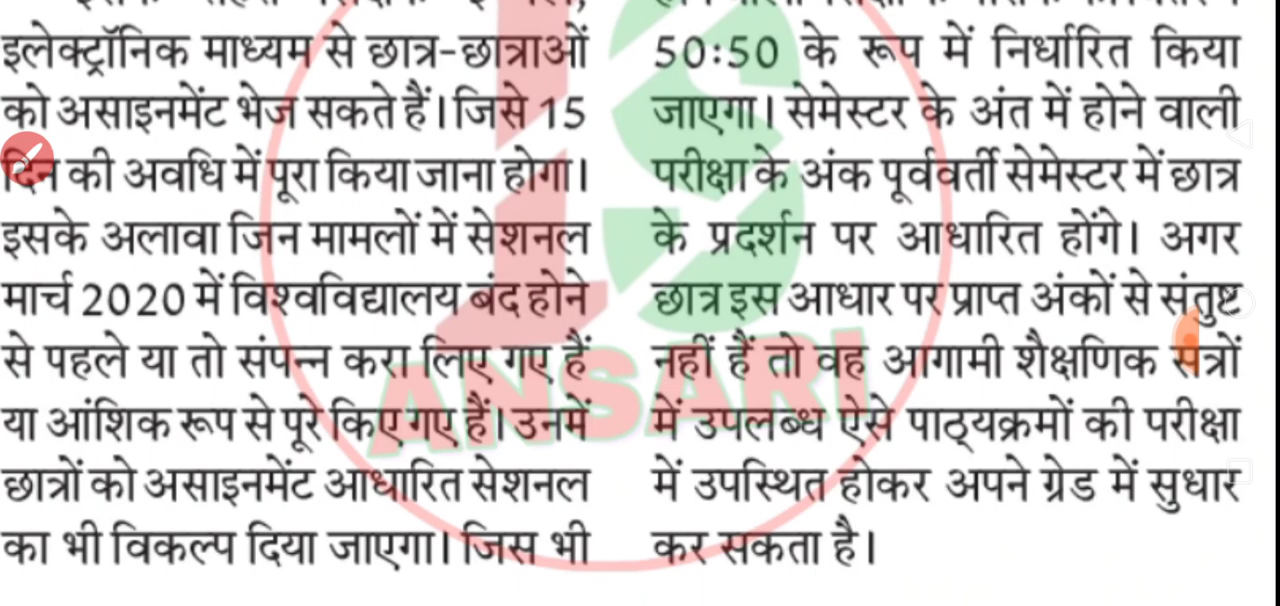 इलेक्ट्रॉनिक माध्यम से छात्र-छात्राओं
को असाइनमेंट भेज सकते हैं। जिसे 15
दिन की अवधि में पूरा किया जाना होगा।
इसके अलावा जिन मामलों में सेशनल
मार्च 2020 में विश्वविद्यालय बंद होने
से पहले या तो संपन्न करा लिए गए हैं
या आंशिक रूप से पूरे किए गए हैं। उनमें
छात्रों को असाइनमेंट आधारित सेशनल
का भी विकल्प दिया जाएगा। जिस भी
50:50 के रूप में निर्धारित किया
जाएगा। सेमेस्टर के अंत में होने वाली
परीक्षा के अंक पूर्ववर्ती सेमेस्टर में छात्र
के प्रदर्शन पर आधारित होंगे। अगर
छात्र इस आधार पर प्राप्त अंकों से संतुष्ट
नहीं हैं तो वह आगामी शैक्षणिक सत्रों
में उपलब्ध ऐसे पाठ्यक्रमों की परीक्षा
में उपस्थित होकर अपने ग्रेड में सुधार
कर सकता है।
ANSARI